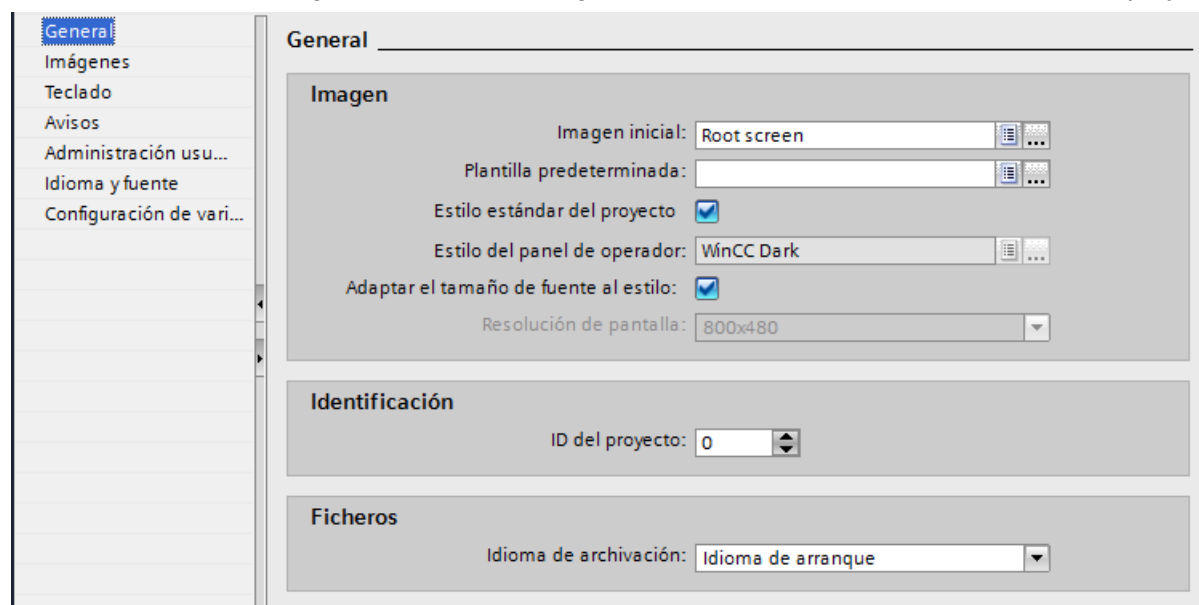 General
Imágenes
Teclado
Avisos
Administración usu...
Idioma y fuente
Configuración de vari...
General
Imagen
Imagen inicial: Root screen
Plantilla predeterminada:
Estilo estándar del proyecto
Estilo del panel de operador: WinCC Dark
Adaptar el tamaño de fuente al estilo:
Resolución de pantalla: 800x480
Identificación
ID del proyecto: 0
Ficheros
Idioma de archivación: Idioma de arranque